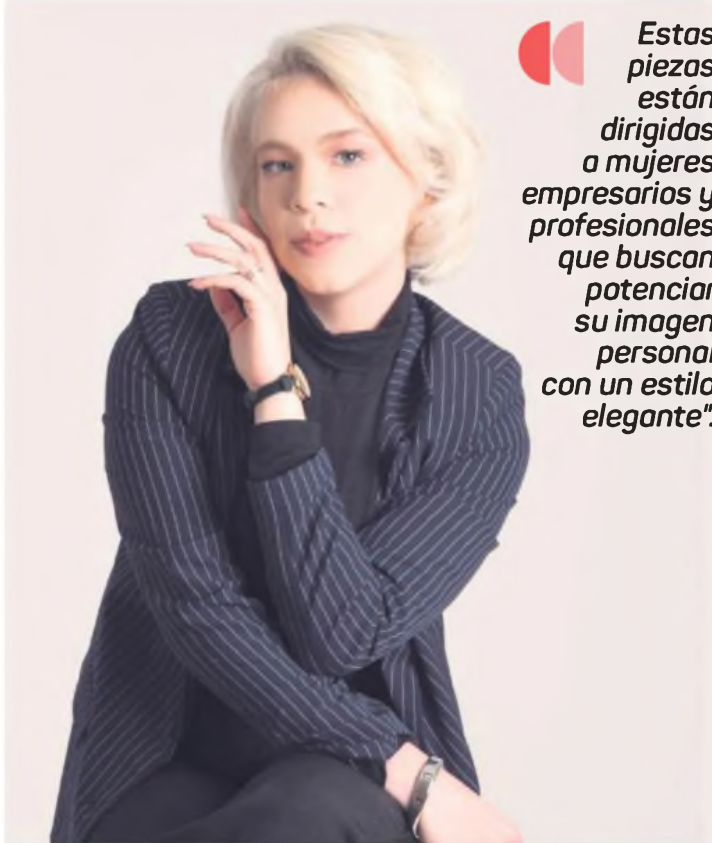 Estas
piezas
están
dirigidas
a mujeres
empresarios y
profesionales
que buscan
potenciar
su imagen
personal
con un estilo
elegante".